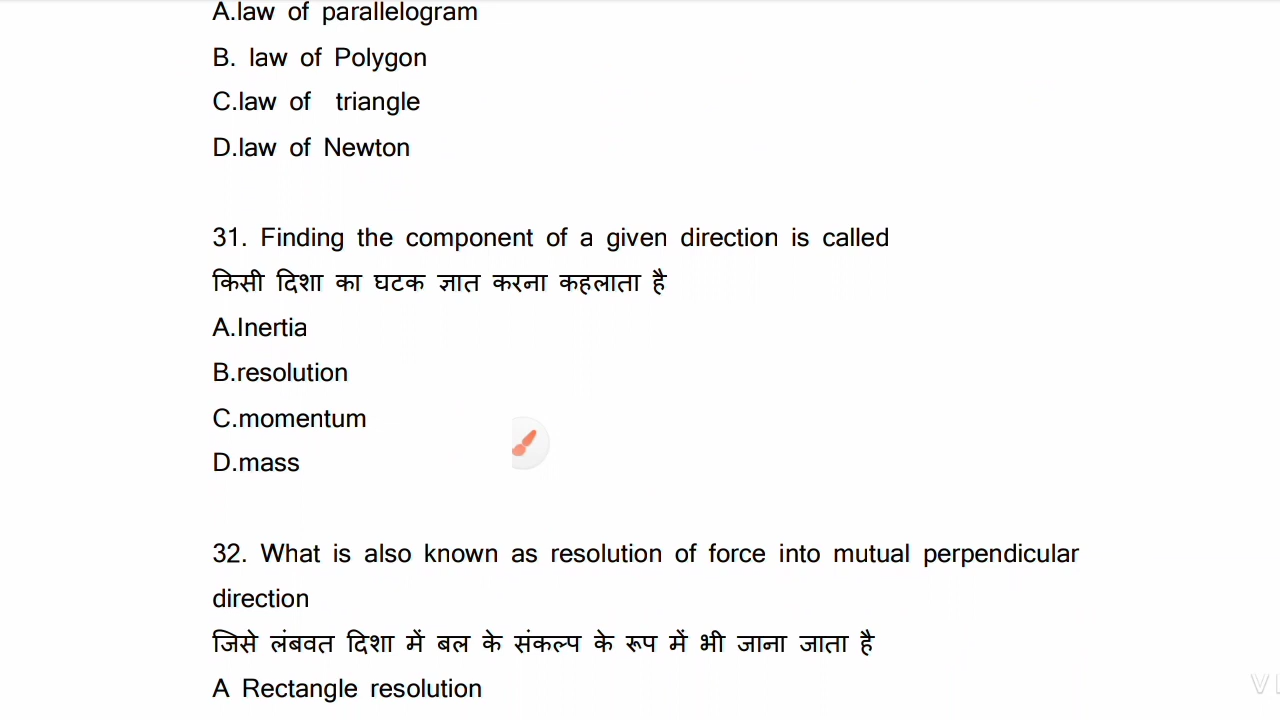 A.law of parallelogram
B. law of Polygon
C.law of triangle
D.law of Newton
31. Finding the component of a given direction is called
किसी दिशा का घटक ज्ञात करना कहलाता है
A.Inertia
B.resolution
C.momentum
D.mass
32. What is also known as resolution of force into mutual perpendicular
direction
जिसे लंबवत दिशा में बल के संकल्प के रूप में भी जाना जाता है
A Rectangle resolution